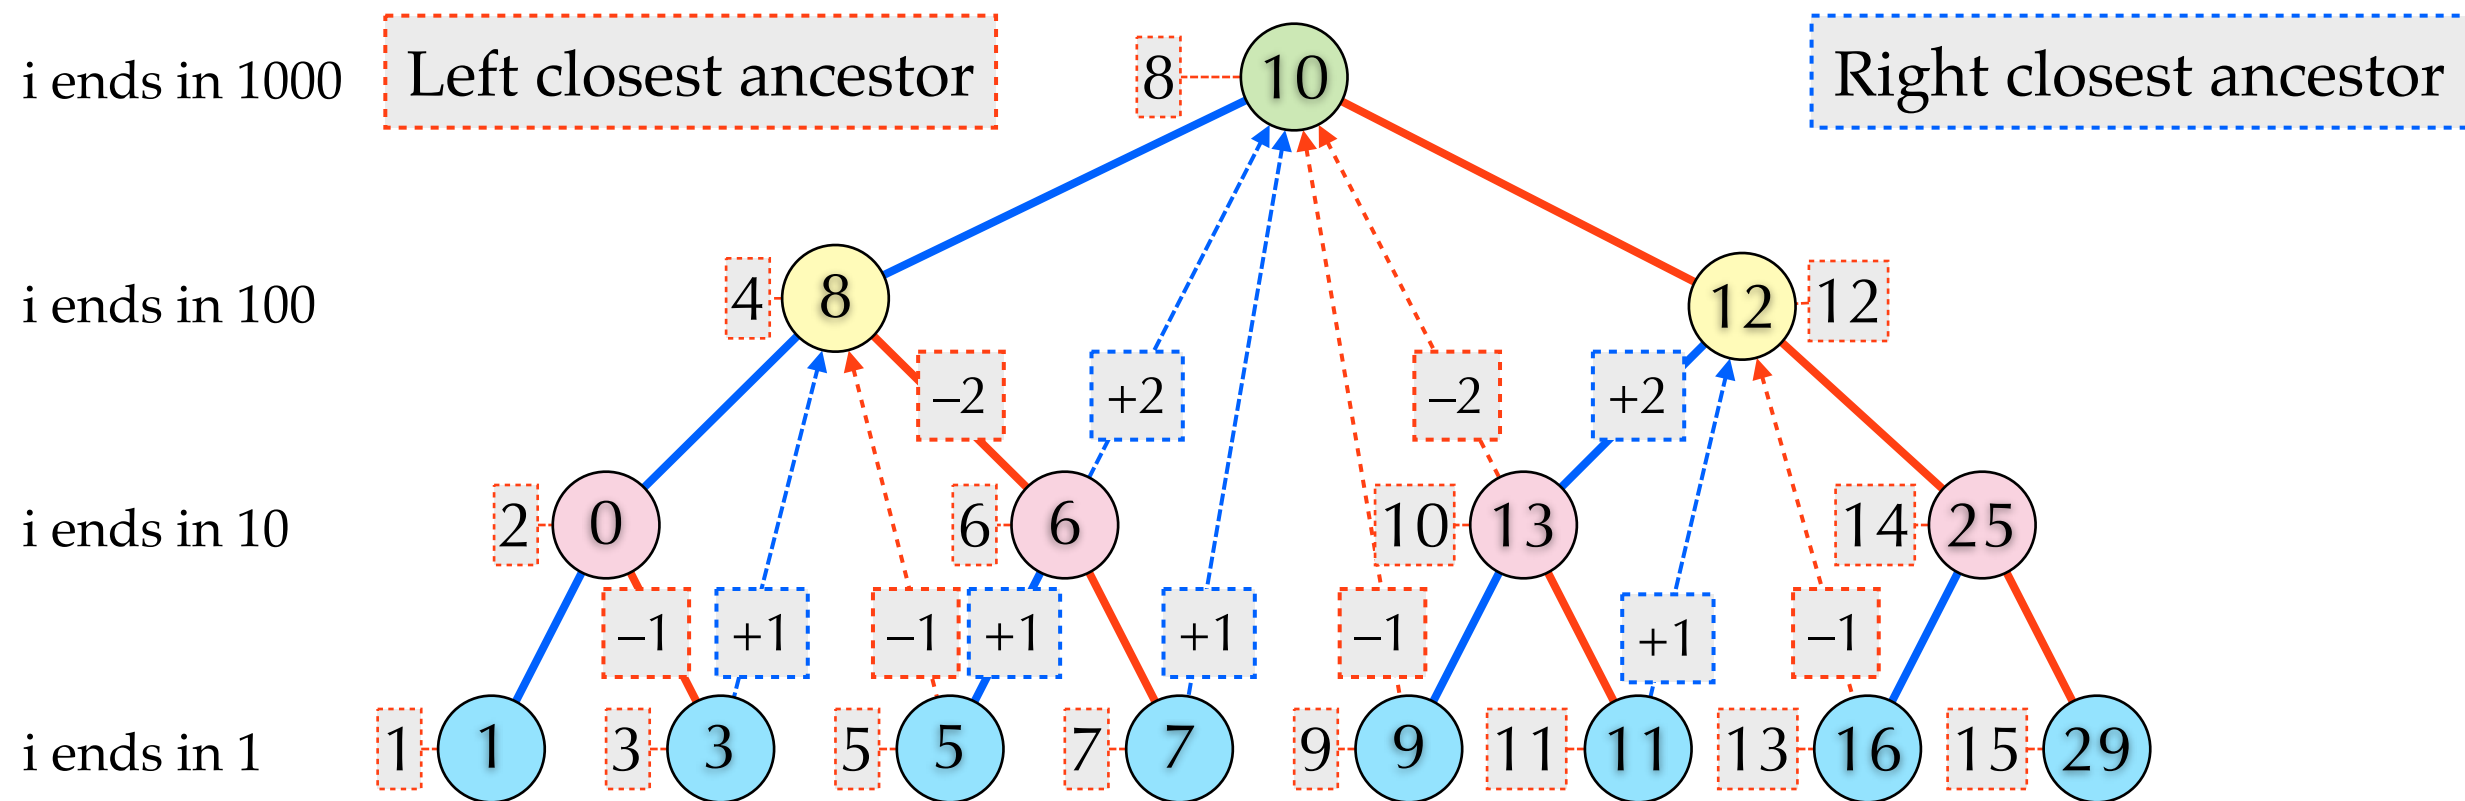 i ends in 1000 Left closest ancestor 8 10 Right closest ancestor
i ends in 100 4 8 12 12
–2 +2 –2 +2
i ends in 10 2 0 6 6 10 13 14 25
–1 +1 –1 +1 +1 –1 +1 –1
i ends in 1 1 1 3 3 5 5 7 7 9 9 11 11 13 16 15 29